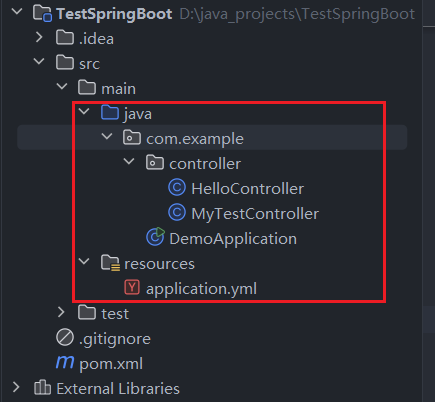 TestSpringBoot D:\java_projects\TestSpringBoot
.idea
src
main
java
com.example
controller
HelloController
MyTestController
DemoApplication
resources
application.yml
test
.gitignore
pom.xml
External Libraries